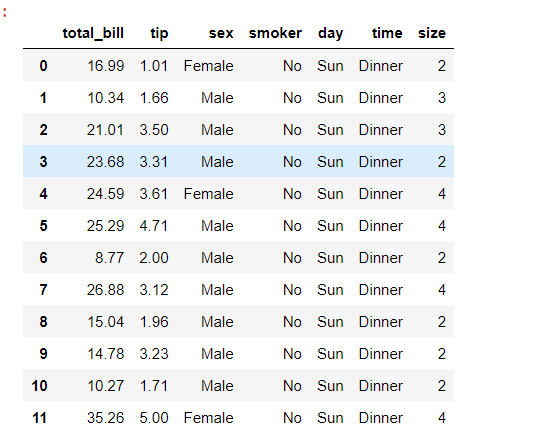 :
total_bill tip sex smoker day time size
0 16.99 1.01 Female No Sun Dinner 2
1 10.34 1.66 Male No Sun Dinner 3
2 21.01 3.50 Male No Sun Dinner 3
3 23.68 3.31 Male No Sun Dinner 2
4 24.59 3.61 Female No Sun Dinner 4
5 25.29 4.71 Male No Sun Dinner 4
6 8.77 2.00 Male No Sun Dinner 2
7 26.88 3.12 Male No Sun Dinner 4
8 15.04 1.96 Male No Sun Dinner 2
9 14.78 3.23 Male No Sun Dinner 2
10 10.27 1.71 Male No Sun Dinner 2
11 35.26 5.00 Female No Sun Dinner 4